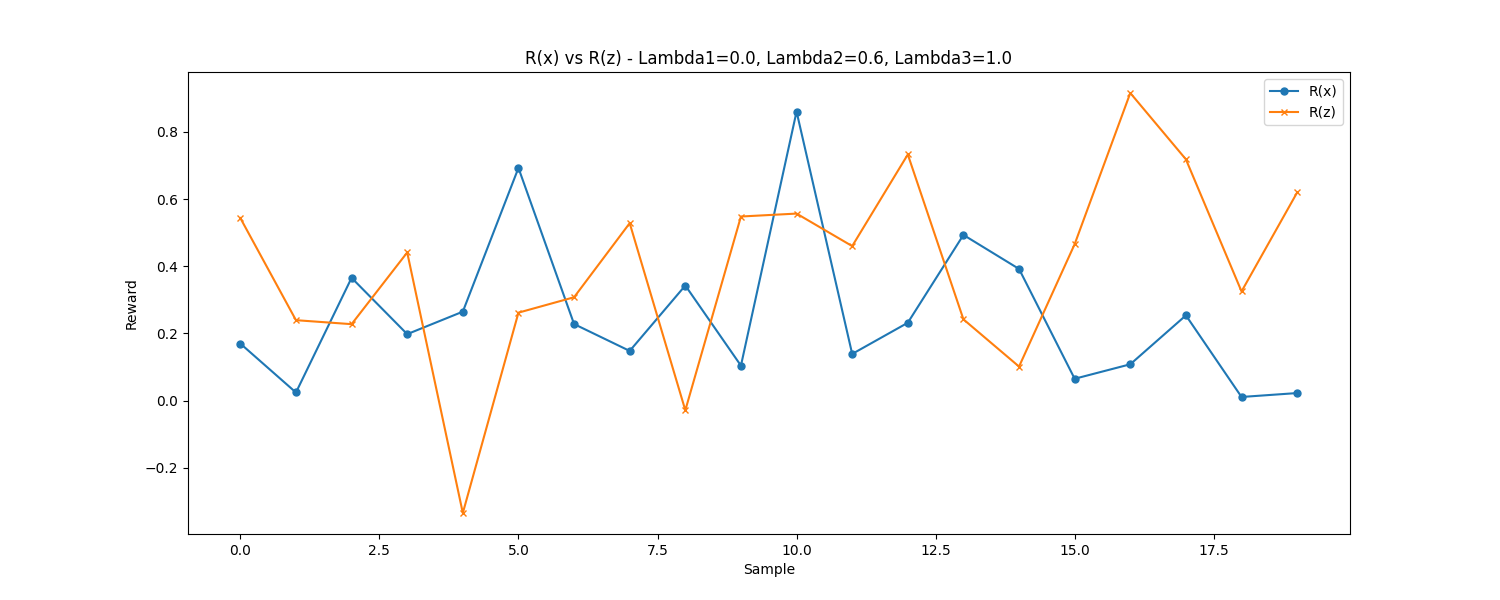 R(x) vs R(z) - Lambda1=0.0, Lambda2=0.6, Lambda3=1.0
R(x)
R(z)
Reward
0.8
0.6
0.4
0.2
0.0
−0.2
0.0 2.5 5.0 7.5 10.0 12.5 15.0 17.5
Sample